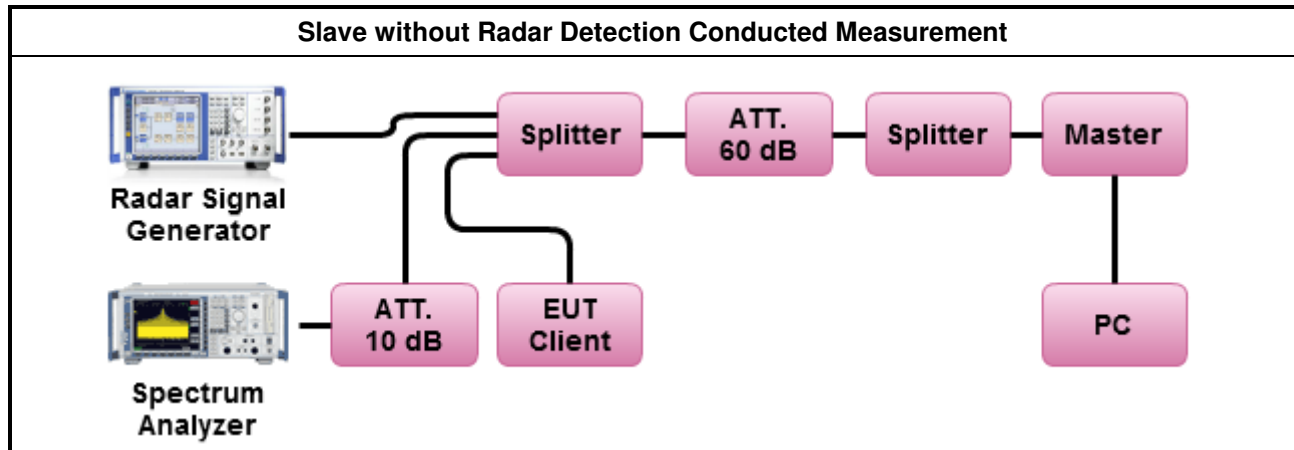 Slave without Radar Detection Conducted Measurement
Radar Signal
Generator
Splitter
ATT.
60 dB
Splitter
Master
Spectrum
Analyzer
ATT.
10 dB
EUT
Client
PC